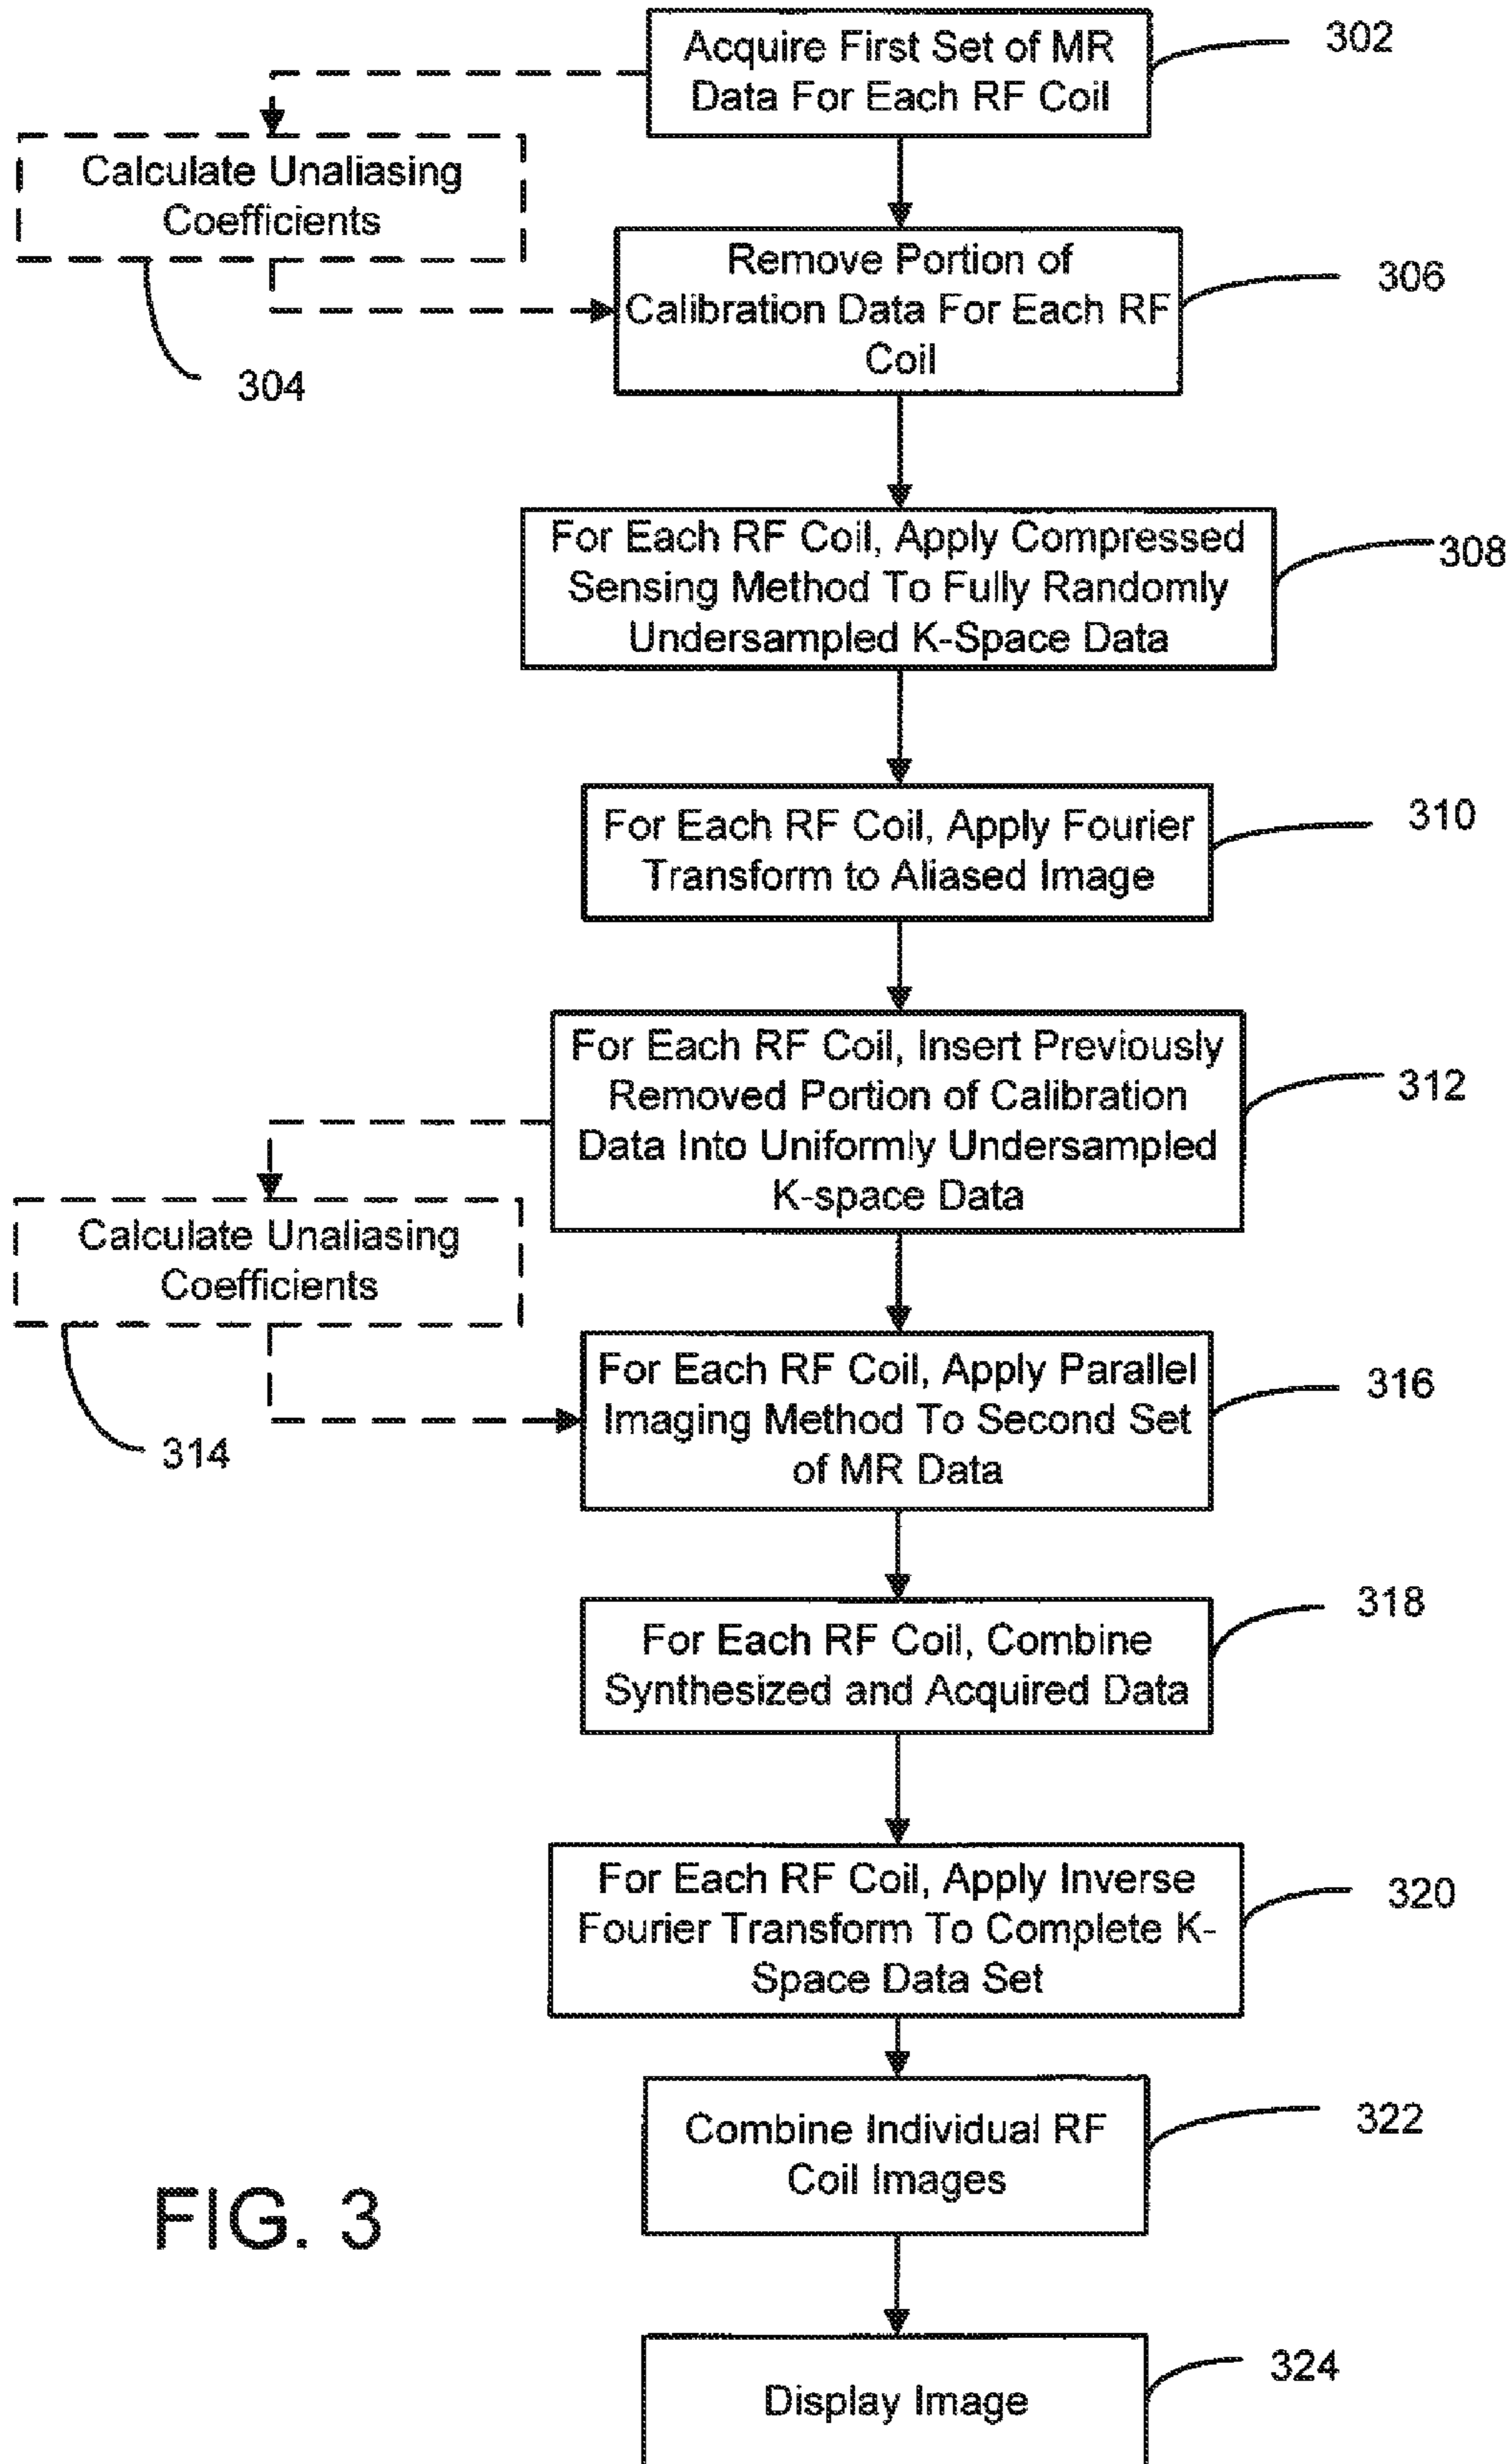 Acquire First Set of MR
Data For Each RF Coil
302
Calculate Unaliasing
Coefficients
304
Remove Portion of
Calibration Data For Each RF
Coil
306
For Each RF Coil, Apply Compressed
Sensing Method To Fully Randomly
Undersampled K-Space Data
308
For Each RF Coil, Apply Fourier
Transform to Aliased Image
310
For Each RF Coil, Insert Previously
Removed Portion of Calibration
Data Into Uniformly Undersampled
K-space Data
312
Calculate Unaliasing
Coefficients
314
For Each RF Coil, Apply Parallel
Imaging Method To Second Set
of MR Data
316
For Each RF Coil, Combine
Synthesized and Acquired Data
318
For Each RF Coil, Apply Inverse
Fourier Transform To Complete K-
Space Data Set
320
Combine Individual RF
Coil Images
322
FIG. 3
Display Image
324